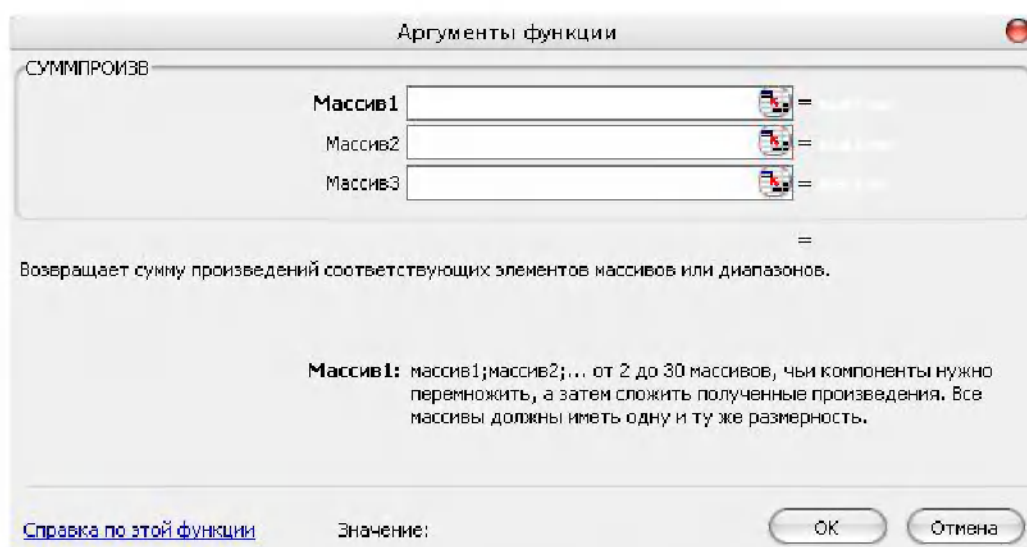 Аргументы функции
СУММПРОИЗВ
Массив1 =
Массив2 =
Массив3 =
=
Возвращает сумму произведений соответствующих элементов массивов или диапазонов.
Массив1: массив1;массив2;... от 2 до 30 массивов, чьи компоненты нужно
перемножить, а затем сложить полученные произведения. Все
массивы должны иметь одну и ту же размерность.
Справка по этой функции Значение: ОК Отмена